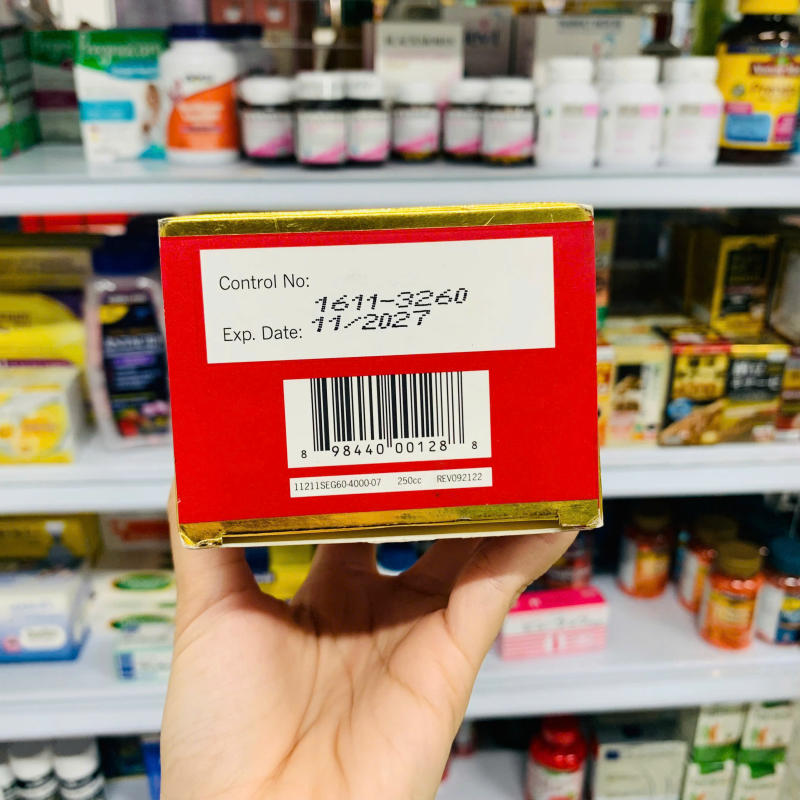 Control No:
1611-3260
Exp. Date:
11/2027
8 98440 00128 8
11211SEG60-4000-07 250cc REV092122